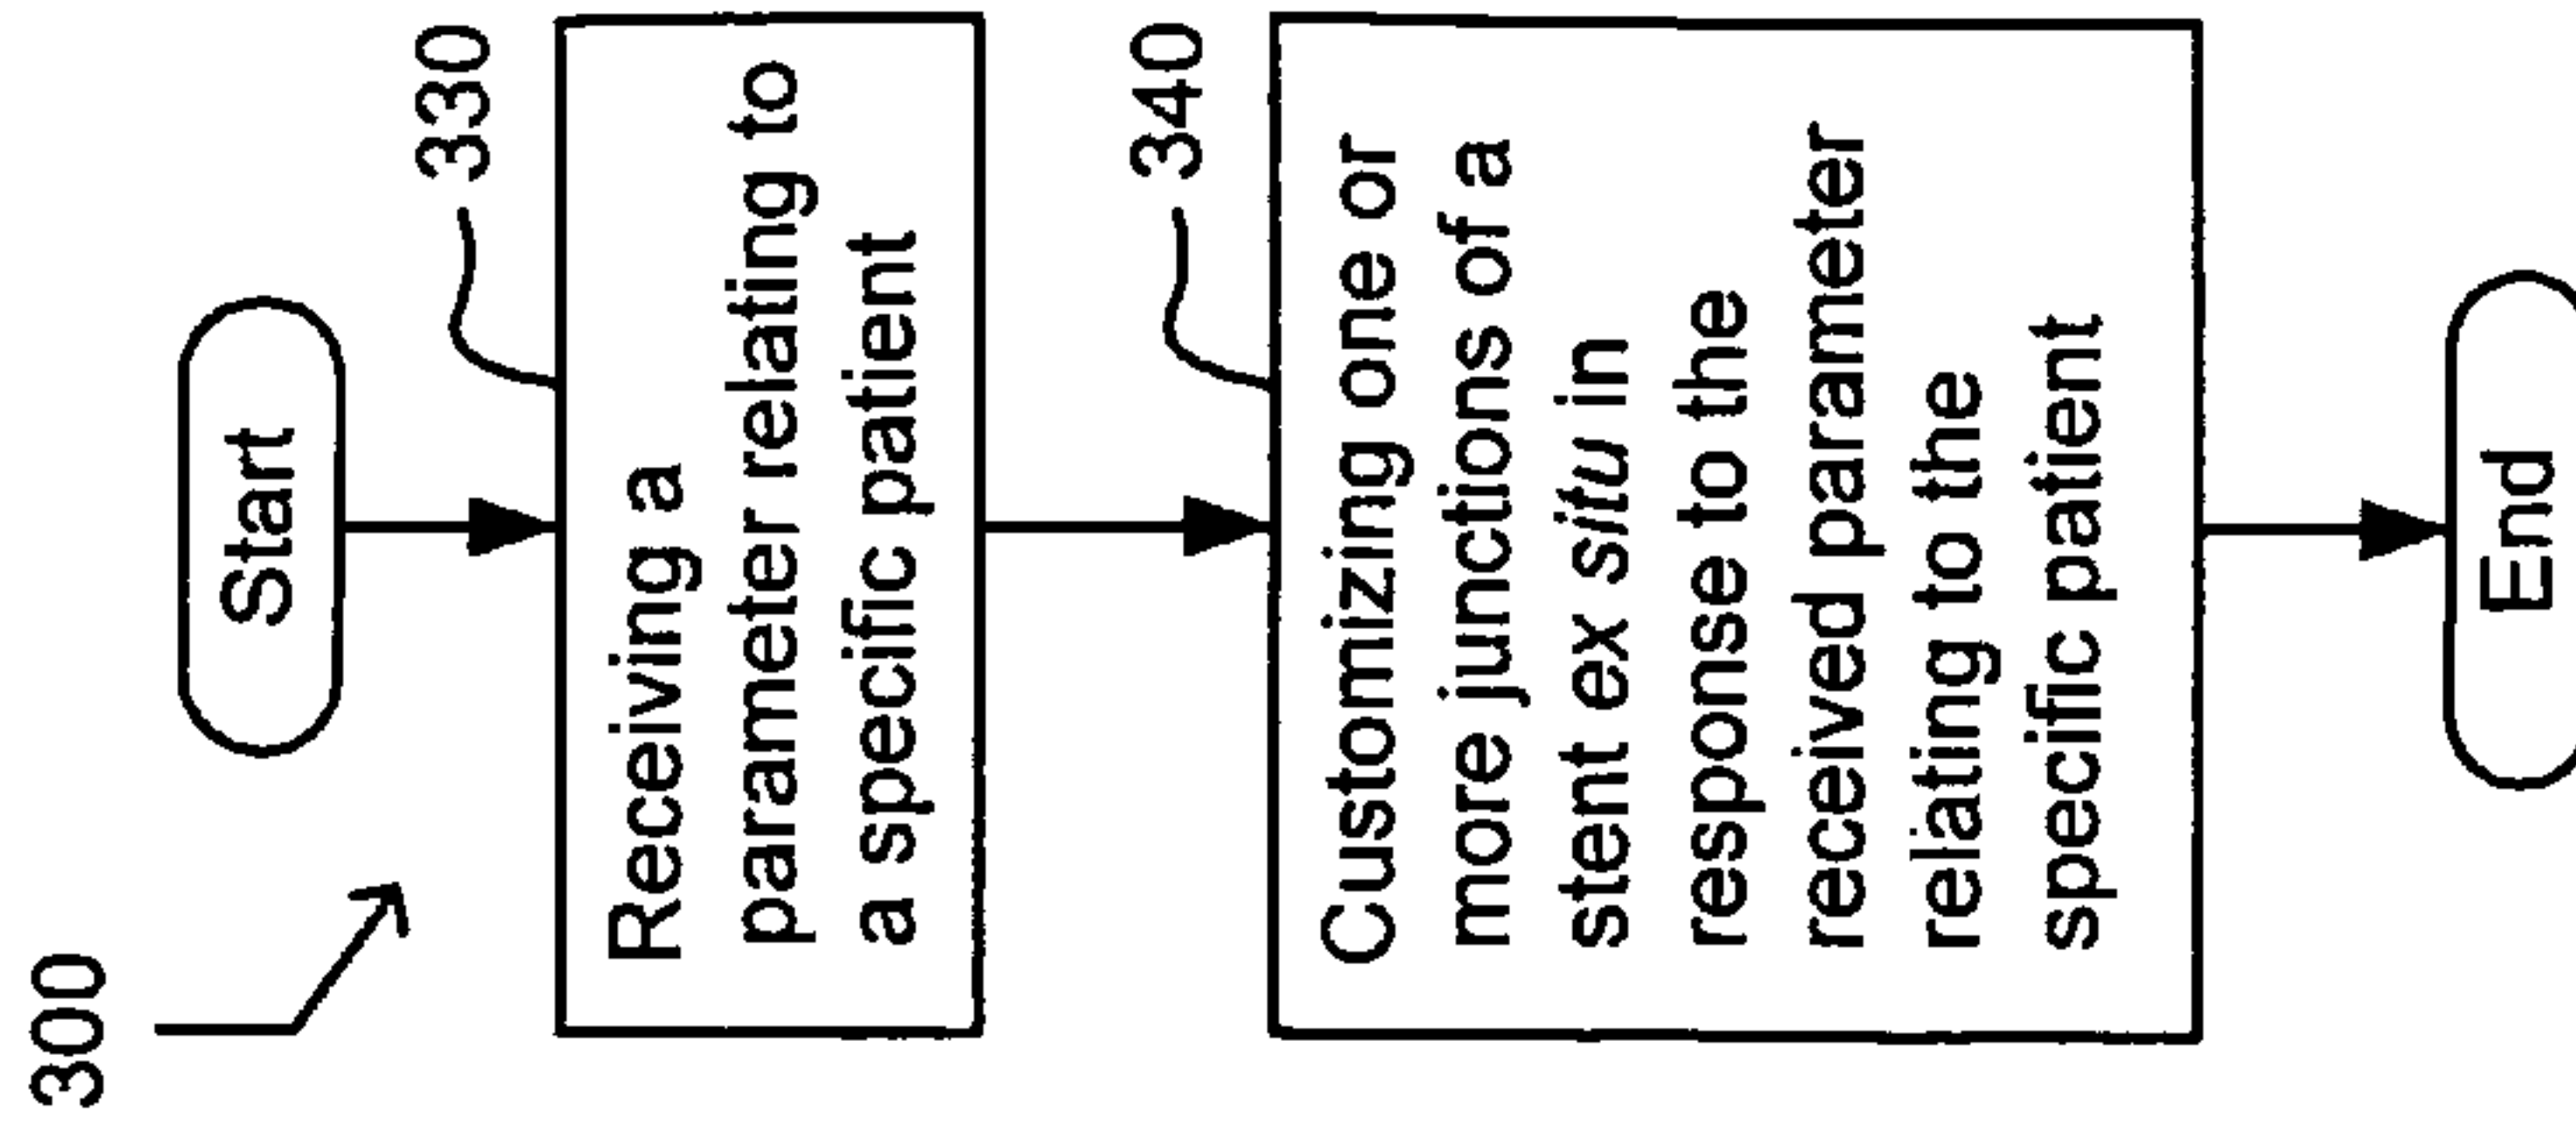 300
Start
330
Receiving a
parameter relating to
a specific patient
340
Customizing one or
more junctions of a
stent ex situ in
response to the
received parameter
relating to the
specific patient
End